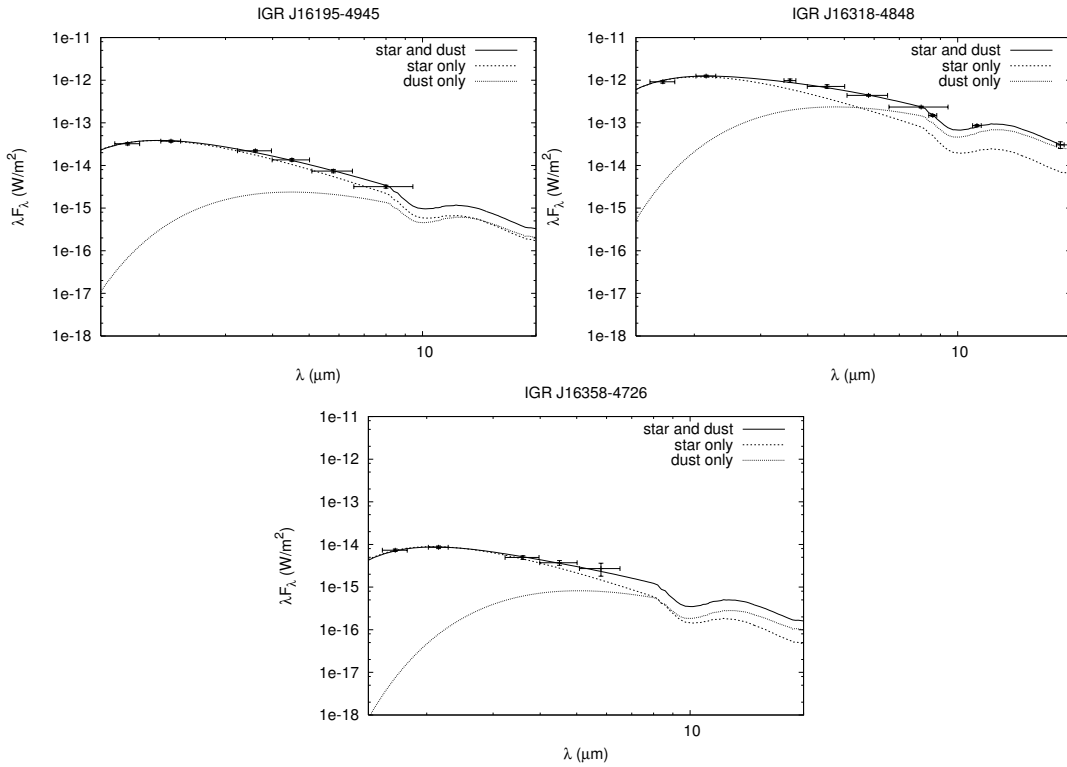 IGR J16195-4945
1e-11
1e-12
1e-13
1e-14
1e-15
1e-16
1e-17
1e-18
λFλ (W/m²)
star and dust
star only
dust only
10
λ (μm)
IGR J16318-4848
1e-11
1e-12
1e-13
1e-14
1e-15
1e-16
1e-17
1e-18
λFλ (W/m²)
star and dust
star only
dust only
10
λ (μm)
IGR J16358-4726
1e-11
1e-12
1e-13
1e-14
1e-15
1e-16
1e-17
1e-18
λFλ (W/m²)
star and dust
star only
dust only
10
λ (μm)